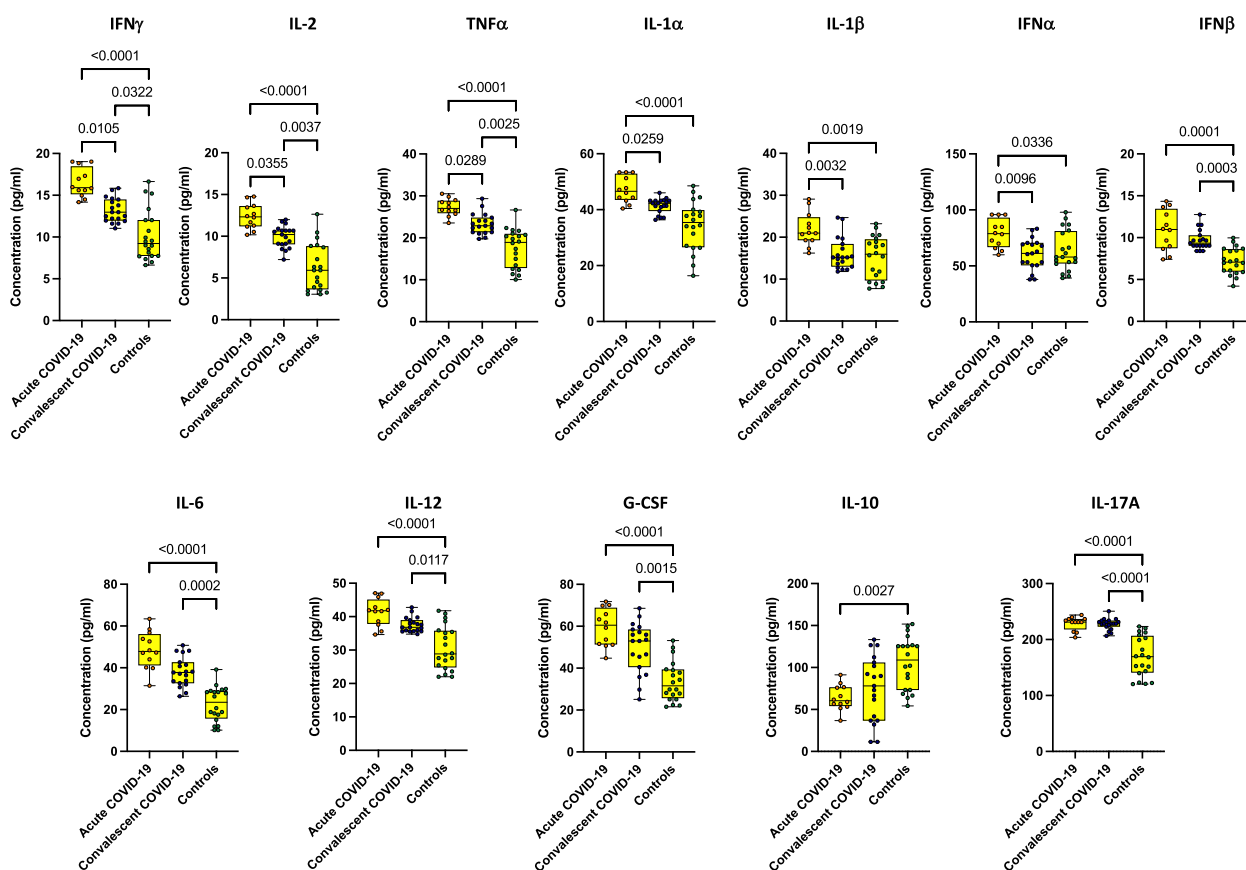 IFNγ IL-2 TNFα IL-1α IL-1β IFNα IFNβ
<0.0001
0.0322
0.0105
Concentration (pg/ml)
20
15
10
5
0
Acute COVID-19
Convalescent COVID-19
Controls
<0.0001
0.0037
0.0355
Concentration (pg/ml)
20
15
10
5
0
Acute COVID-19
Convalescent COVID-19
Controls
<0.0001
0.0025
0.0289
Concentration (pg/ml)
40
30
20
10
0
Acute COVID-19
Convalescent COVID-19
Controls
<0.0001
0.0259
Concentration (pg/ml)
60
40
20
0
Acute COVID-19
Convalescent COVID-19
Controls
0.0019
0.0032
Concentration (pg/ml)
40
30
20
10
0
Acute COVID-19
Convalescent COVID-19
Controls
0.0336
0.0096
Concentration (pg/ml)
150
100
50
0
Acute COVID-19
Convalescent COVID-19
Controls
0.0001
0.0003
Concentration (pg/ml)
20
15
10
5
0
Acute COVID-19
Convalescent COVID-19
Controls
IL-6 IL-12 G-CSF IL-10 IL-17A
<0.0001
0.0002
Concentration (pg/ml)
80
60
40
20
0
Acute COVID-19
Convalescent COVID-19
Controls
<0.0001
0.0117
Concentration (pg/ml)
50
40
30
20
10
0
Acute COVID-19
Convalescent COVID-19
Controls
<0.0001
0.0015
Concentration (pg/ml)
80
60
40
20
0
Acute COVID-19
Convalescent COVID-19
Controls
0.0027
Concentration (pg/ml)
200
150
100
50
0
Acute COVID-19
Convalescent COVID-19
Controls
<0.0001
<0.0001
Concentration (pg/ml)
300
200
100
0
Acute COVID-19
Convalescent COVID-19
Controls